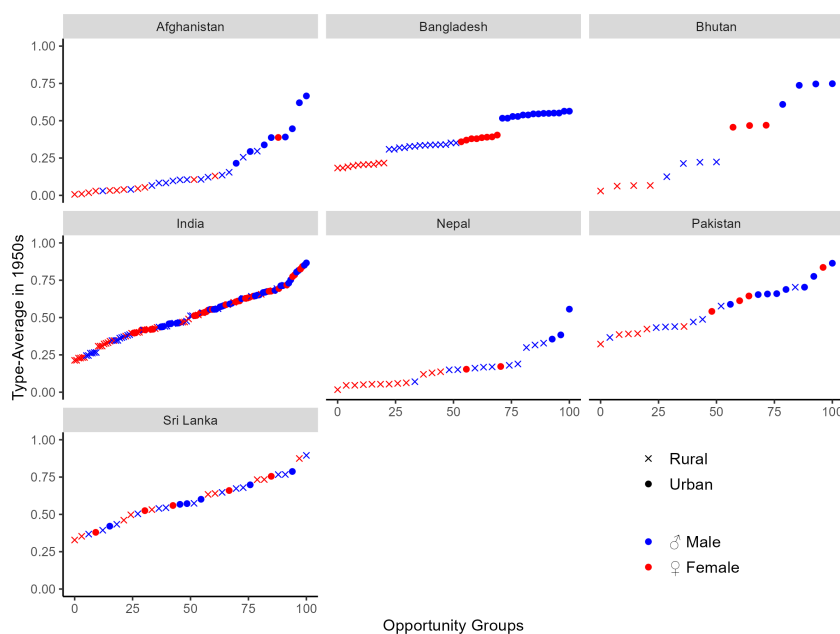 Afghanistan
Bangladesh
Bhutan
1.00
0.75
0.50
0.25
0.00
India
Nepal
Pakistan
1.00
0.75
0.50
0.25
0.00
0 25 50 75 100
0 25 50 75 100
Sri Lanka
1.00
0.75
0.50
0.25
0.00
0 25 50 75 100
Type-Average in 1950s
Opportunity Groups
Rural
Urban
♂ Male
♀ Female